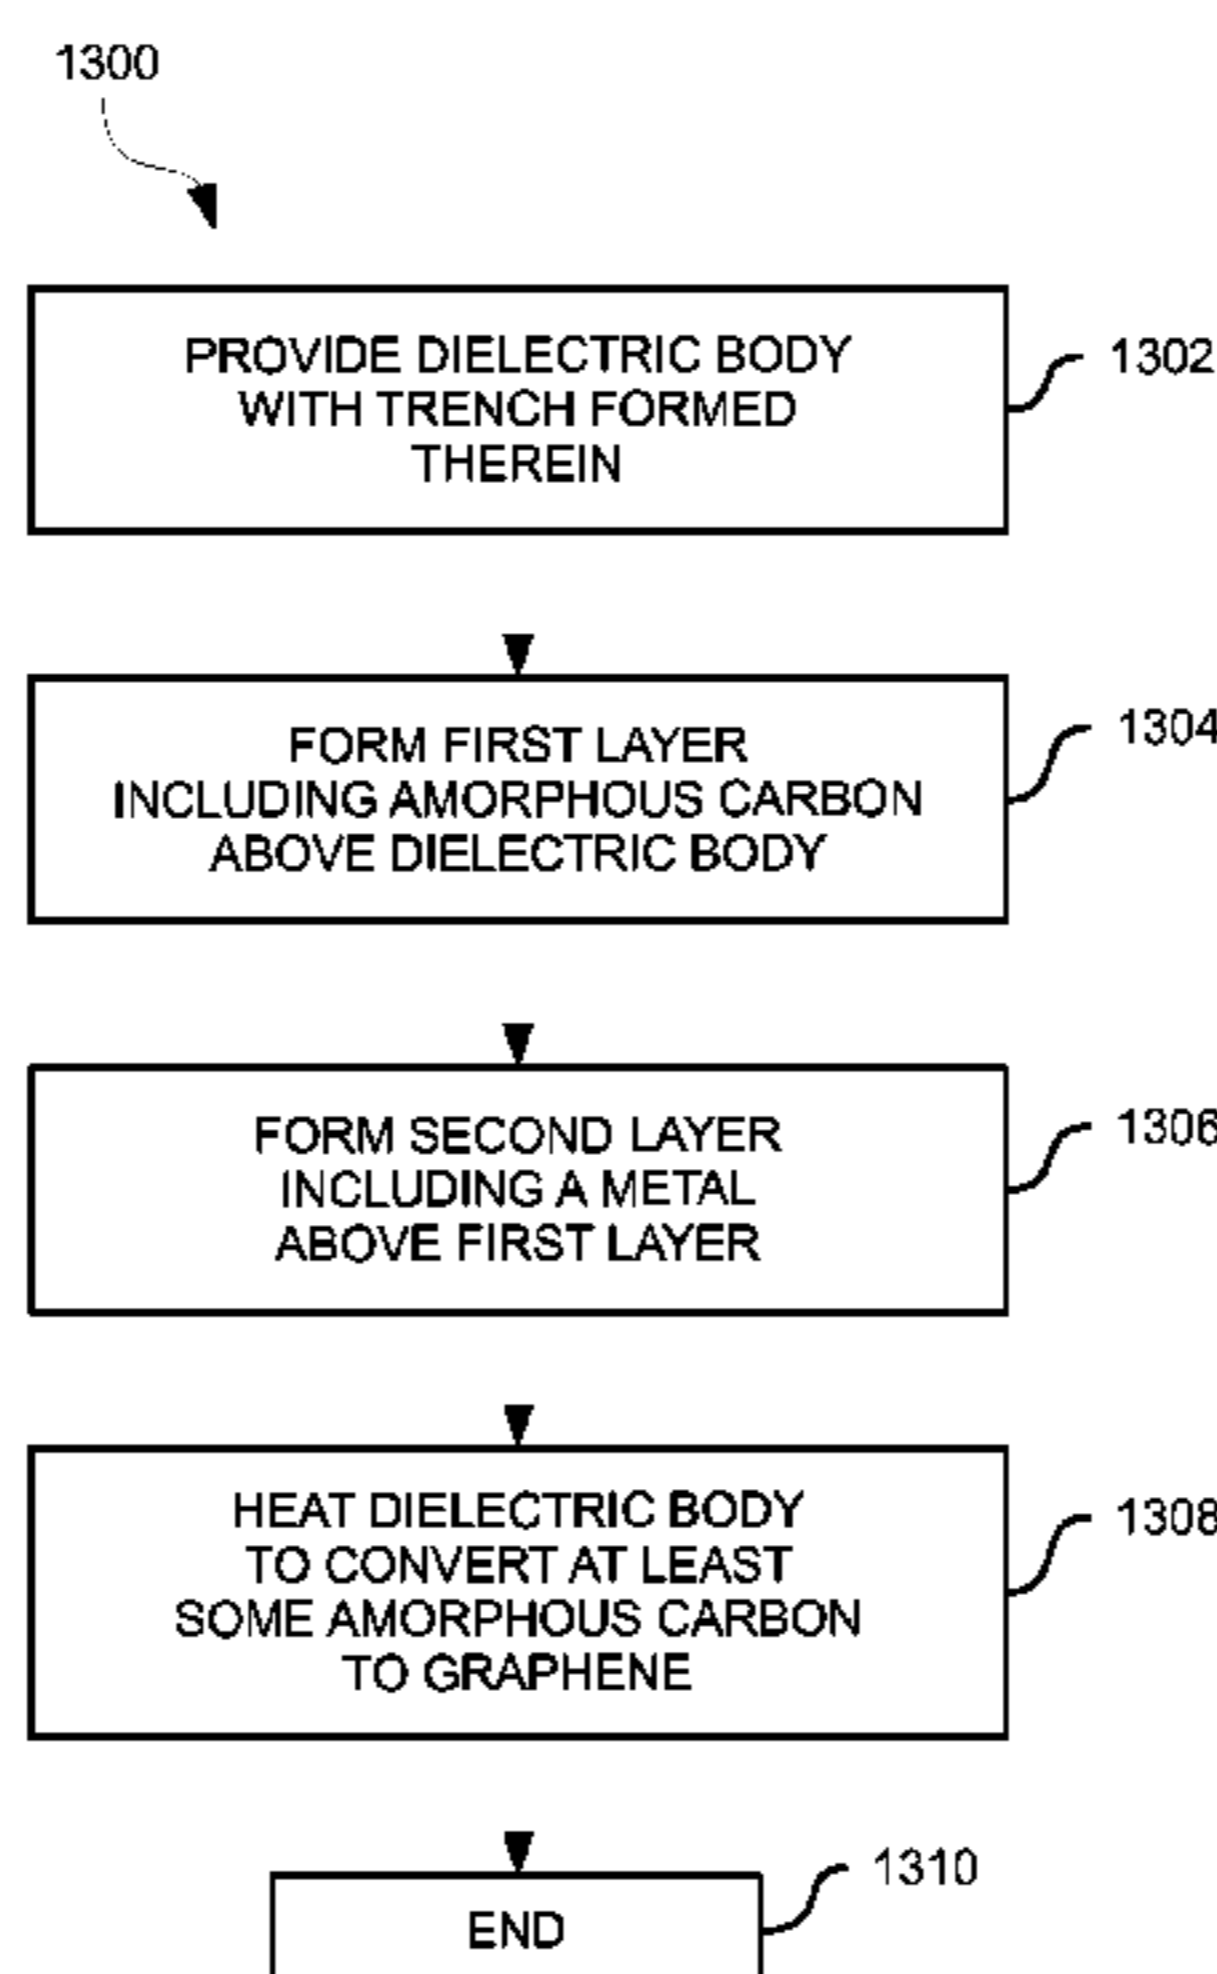 1300
PROVIDE DIELECTRIC BODY
WITH TRENCH FORMED
THEREIN
1302
FORM FIRST LAYER
INCLUDING AMORPHOUS CARBON
ABOVE DIELECTRIC BODY
1304
FORM SECOND LAYER
INCLUDING A METAL
ABOVE FIRST LAYER
1306
HEAT DIELECTRIC BODY
TO CONVERT AT LEAST
SOME AMORPHOUS CARBON
TO GRAPHENE
1308
END
1310